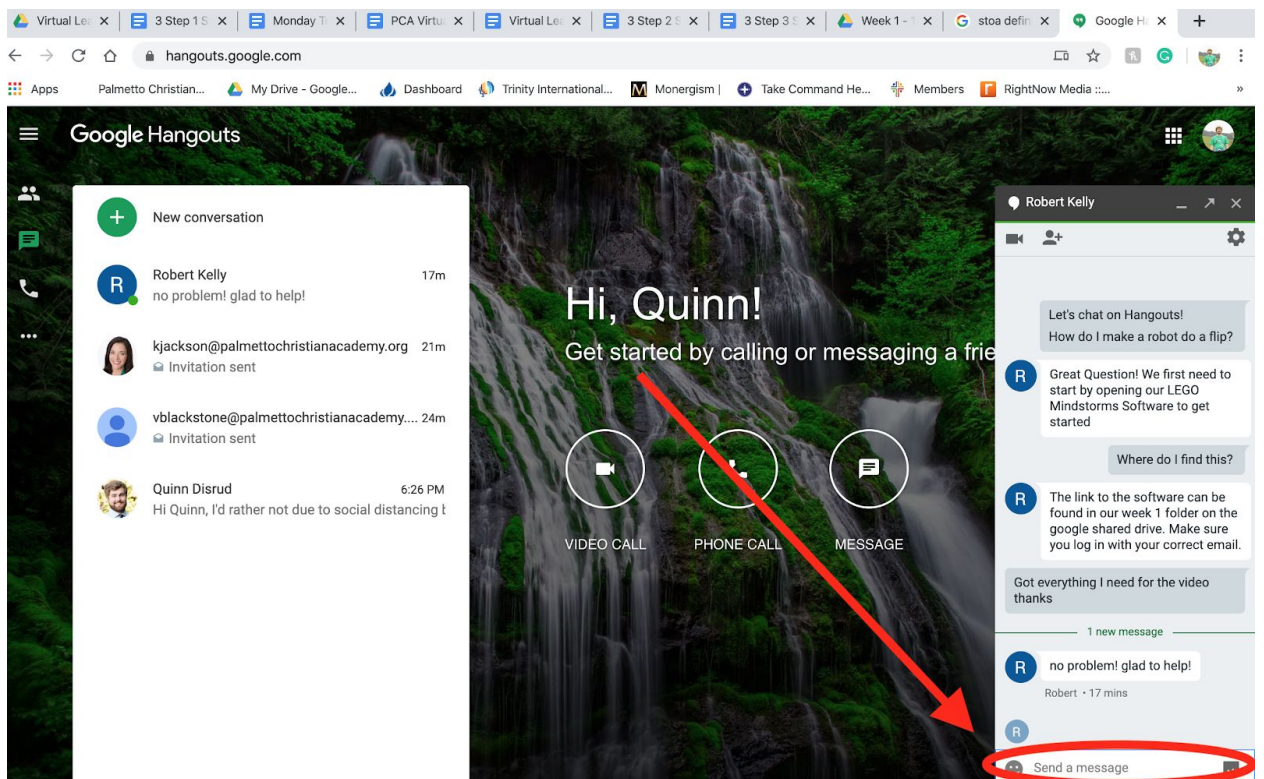 Virtual Lea
3 Step 1 S
Monday T
PCA Virtu
Virtual Lea
3 Step 2 S
3 Step 3 S
Week 1 - 1
stoa defin
Google Ha
hangouts.google.com
Apps
Palmetto Christian...
My Drive - Google...
Dashboard
Trinity International...
Monergism |
Take Command He...
Members
RightNow Media ::...
»
Google Hangouts
New conversation
R
Robert Kelly
17m
no problem! glad to help!
kjackson@palmettochristianacademy.org 21m
Invitation sent
vblackstone@palmettochristianacademy.... 24m
Invitation sent
Quinn Disrud
6:26 PM
Hi Quinn, I'd rather not due to social distancing
Hi, Quinn!
Get started by calling or messaging a frie
VIDEO CALL
PHONE CALL
MESSAGE
Robert Kelly
Let's chat on Hangouts!
How do I make a robot do a flip?
R
Great Question! We first need to
start by opening our LEGO
Mindstorms Software to get
started
Where do I find this?
R
The link to the software can be
found in our week 1 folder on the
google shared drive. Make sure
you log in with your correct email.
Got everything I need for the video
thanks
1 new message
R
no problem! glad to help!
Robert • 17 mins
R
Send a message